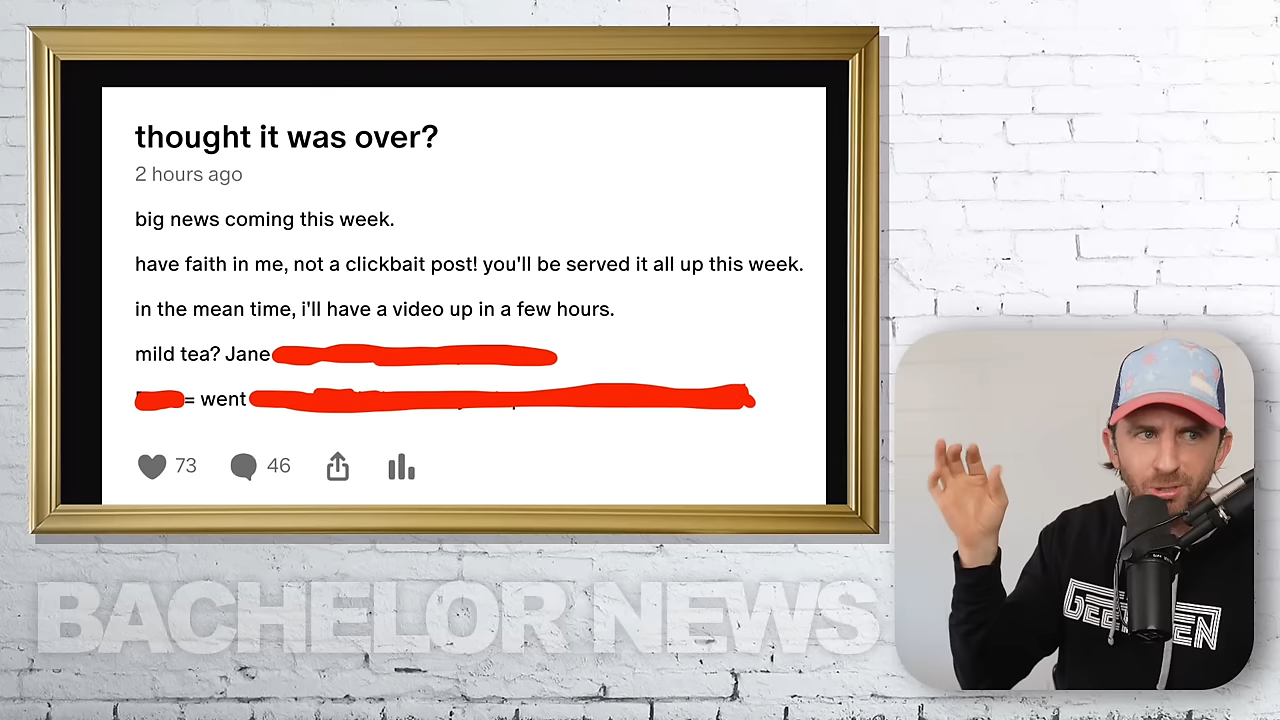 thought it was over?
2 hours ago
big news coming this week.
have faith in me, not a clickbait post! you'll be served it all up this week.
in the mean time, i'll have a video up in a few hours.
mild tea? Jane
= went
73 46
BACHELOR NEWS